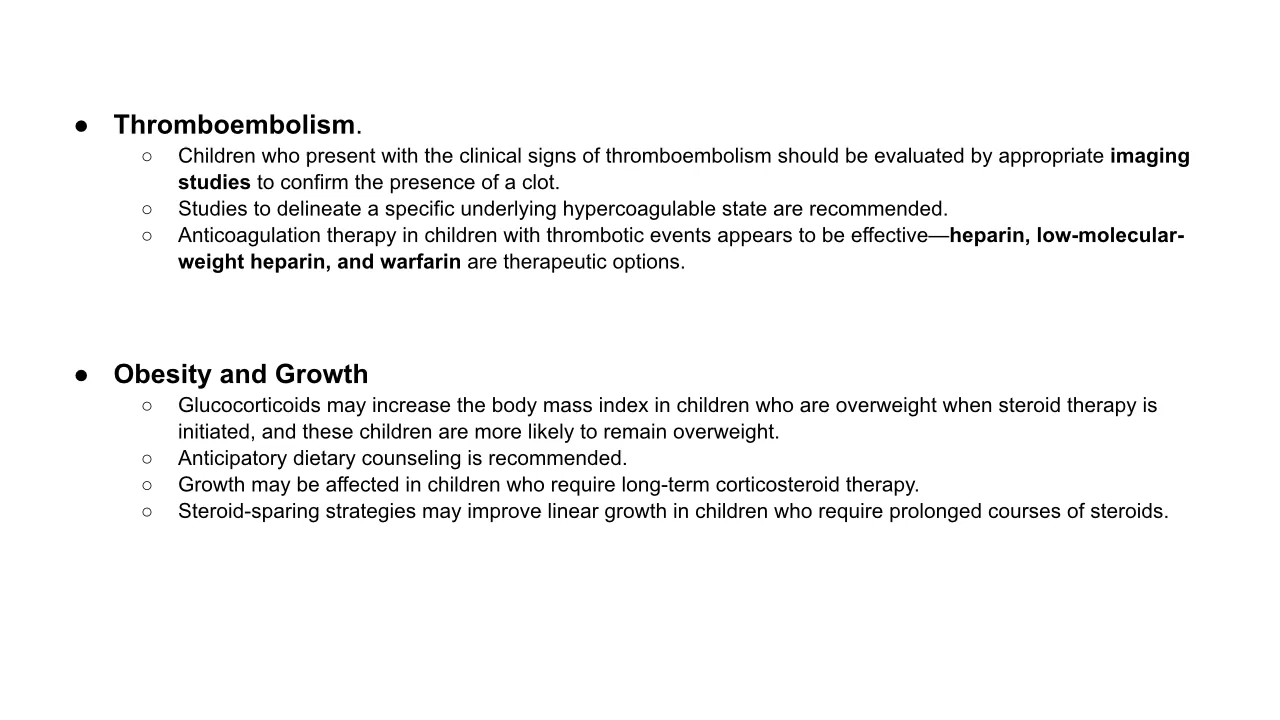 ● Thromboembolism.
○ Children who present with the clinical signs of thromboembolism should be evaluated by appropriate imaging
studies to confirm the presence of a clot.
○ Studies to delineate a specific underlying hypercoagulable state are recommended.
○ Anticoagulation therapy in children with thrombotic events appears to be effective—heparin, low-molecular-
weight heparin, and warfarin are therapeutic options.
● Obesity and Growth
○ Glucocorticoids may increase the body mass index in children who are overweight when steroid therapy is
initiated, and these children are more likely to remain overweight.
○ Anticipatory dietary counseling is recommended.
○ Growth may be affected in children who require long-term corticosteroid therapy.
○ Steroid-sparing strategies may improve linear growth in children who require prolonged courses of steroids.